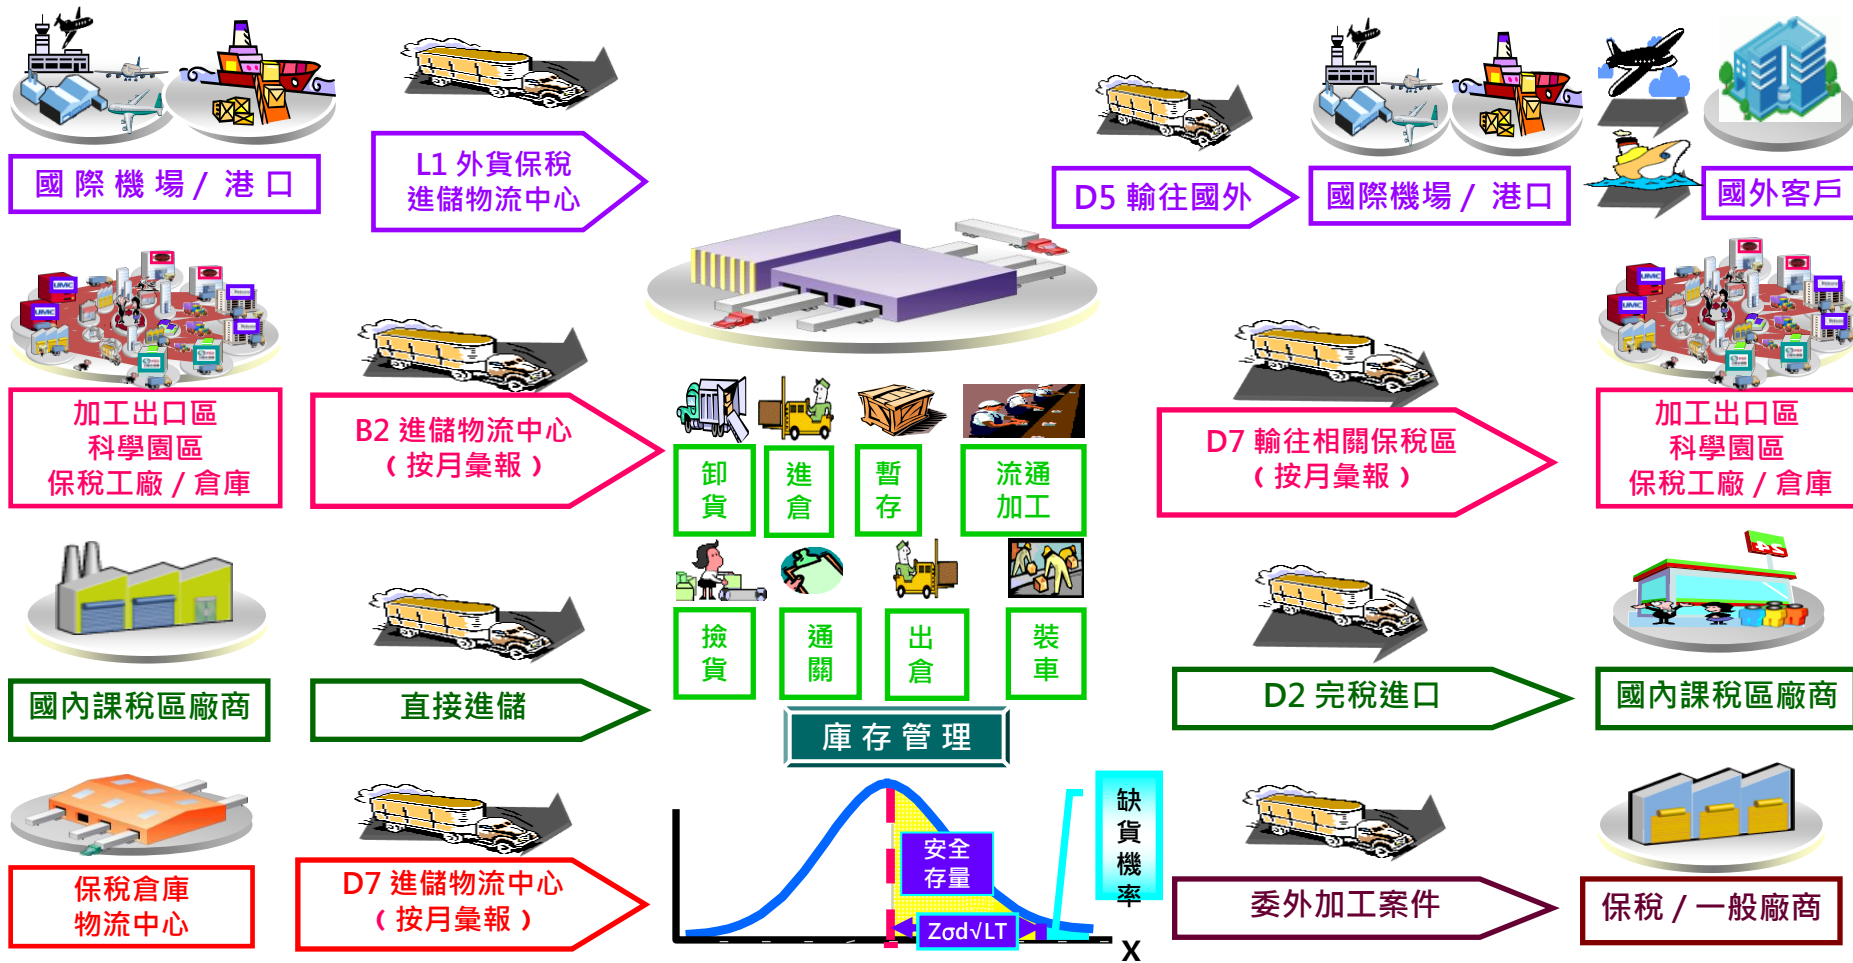 國際機場 / 港口
L1 外貨保稅
進儲物流中心
D5 輸往國外
國際機場 / 港口
國外客戶
UMC
UMC
UMC
UMC
加工出口區
科學園區
保稅工廠 / 倉庫
B2 進儲物流中心
( 按月彙報 )
卸貨
進倉
暫存
流通
加工
D7 輸往相關保稅區
( 按月彙報 )
加工出口區
科學園區
保稅工廠 / 倉庫
撿貨
通關
出倉
裝車
國內課稅區廠商
直接進儲
D2 完稅進口
國內課稅區廠商
庫存管理
保稅倉庫
物流中心
D7 進儲物流中心
( 按月彙報 )
安全
存量
Zσd√LT
缺貨機率
X
委外加工案件
保稅 / 一般廠商